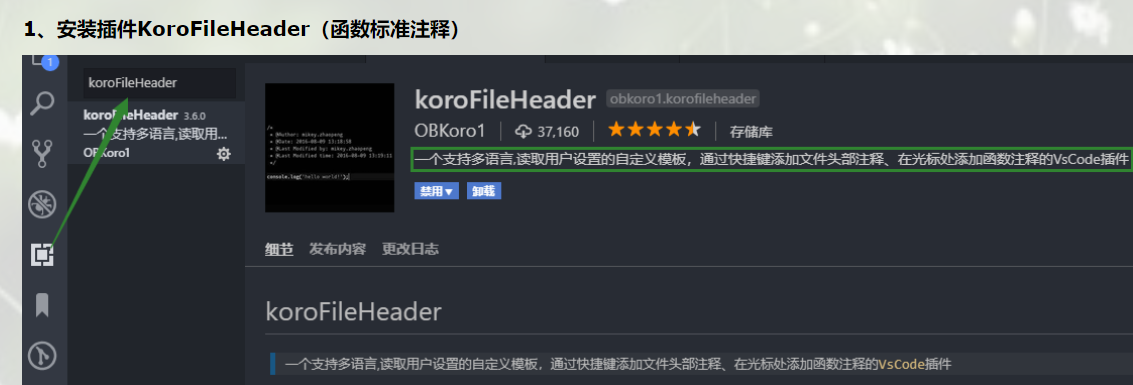 1、安装插件KoroFileHeader（函数标准注释）
1
koroFileHeader
koroFileHeader 3.6.0
一个支持多语言,读取用...
OBKoro1
/*
* @Author: mikey.zhaopeng
* @Date: 2016-08-09 13:18:16
* @Last Modified by: mikey.zhaopeng
* @Last Modified time: 2016-08-09 13:19:11
*/
console.log("hello world!");
koroFileHeader obkoro1.korofileheader
OBKoro1 37,160 存储库
一个支持多语言,读取用户设置的自定义模板，通过快捷键添加文件头部注释、在光标处添加函数注释的VsCode插件
禁用 卸载
细节 发布内容 更改日志
koroFileHeader
一个支持多语言,读取用户设置的自定义模板，通过快捷键添加文件头部注释、在光标处添加函数注释的VsCode插件